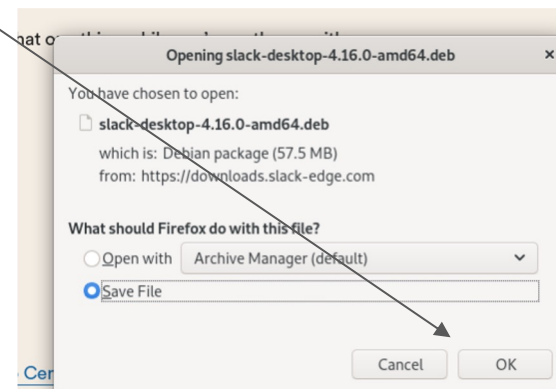 Opening slack-desktop-4.16.0-amd64.deb ×
You have chosen to open:
slack-desktop-4.16.0-amd64.deb
which is: Debian package (57.5 MB)
from: https://downloads.slack-edge.com
What should Firefox do with this file?
Open with Archive Manager (default)
Save File
Cancel OK
Cer